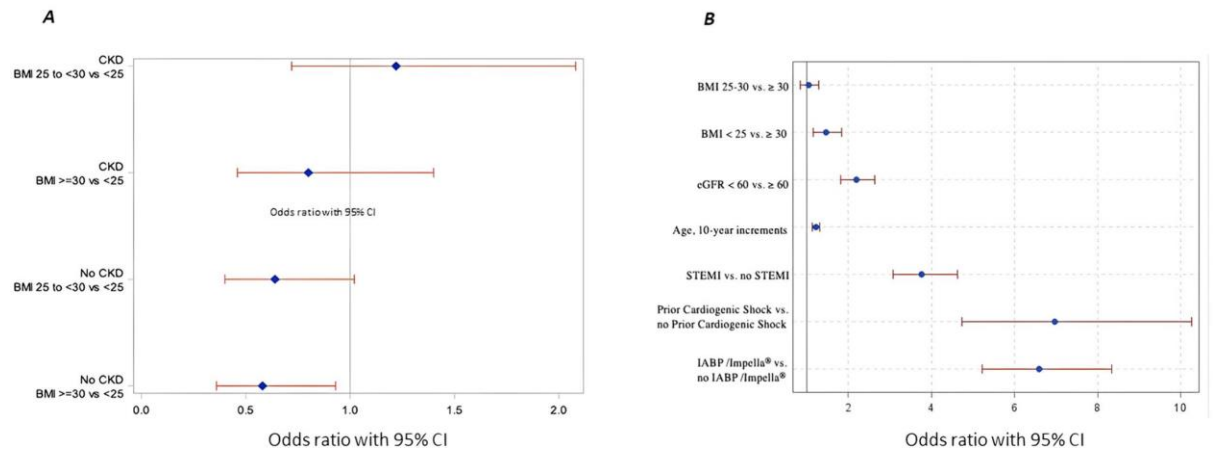 A
CKD
BMI 25 to <30 vs <25
CKD
BMI >=30 vs <25
Odds ratio with 95% CI
No CKD
BMI 25 to <30 vs <25
No CKD
BMI >=30 vs <25
0.0 0.5 1.0 1.5 2.0
Odds ratio with 95% CI
B
BMI 25-30 vs. ≥ 30
BMI < 25 vs. ≥ 30
eGFR < 60 vs. ≥ 60
Age, 10-year increments
STEMI vs. no STEMI
Prior Cardiogenic Shock vs.
no Prior Cardiogenic Shock
IABP /Impella® vs.
no IABP /Impella®
2 4 6 8 10
Odds ratio with 95% CI